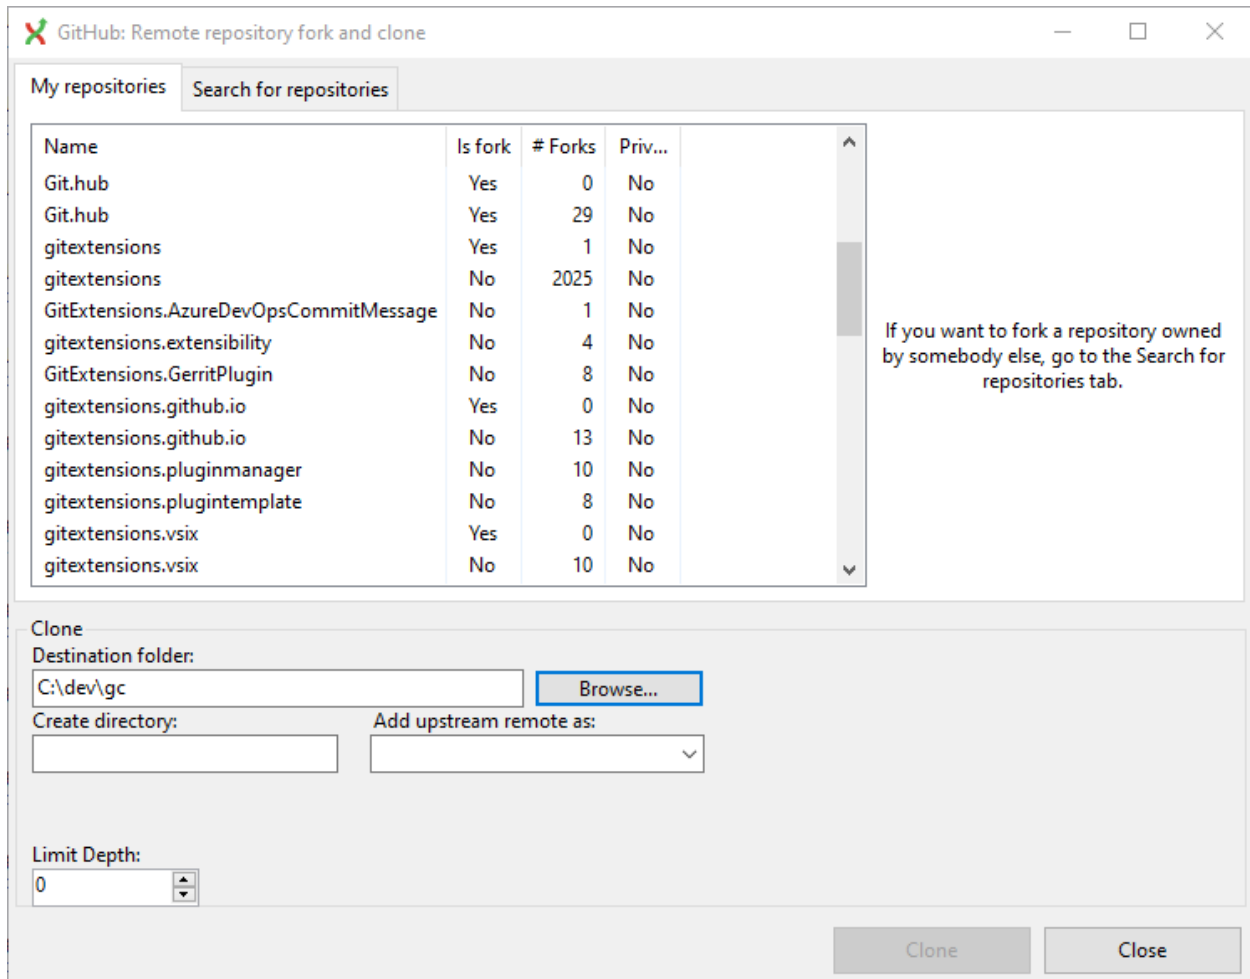 GitHub: Remote repository fork and clone
My repositories
Search for repositories
Name Is fork # Forks Priv...
Git.hub Yes 0 No
Git.hub Yes 29 No
gitextensions Yes 1 No
gitextensions No 2025 No
GitExtensions.AzureDevOpsCommitMessage No 1 No
gitextensions.extensibility No 4 No
GitExtensions.GerritPlugin No 8 No
gitextensions.github.io Yes 0 No
gitextensions.github.io No 13 No
gitextensions.pluginmanager No 10 No
gitextensions.plugintemplate No 8 No
gitextensions.vsix Yes 0 No
gitextensions.vsix No 10 No
If you want to fork a repository owned
by somebody else, go to the Search for
repositories tab.
Clone
Destination folder:
C:\dev\gc
Browse...
Create directory:
Add upstream remote as:
Limit Depth:
0
Clone
Close